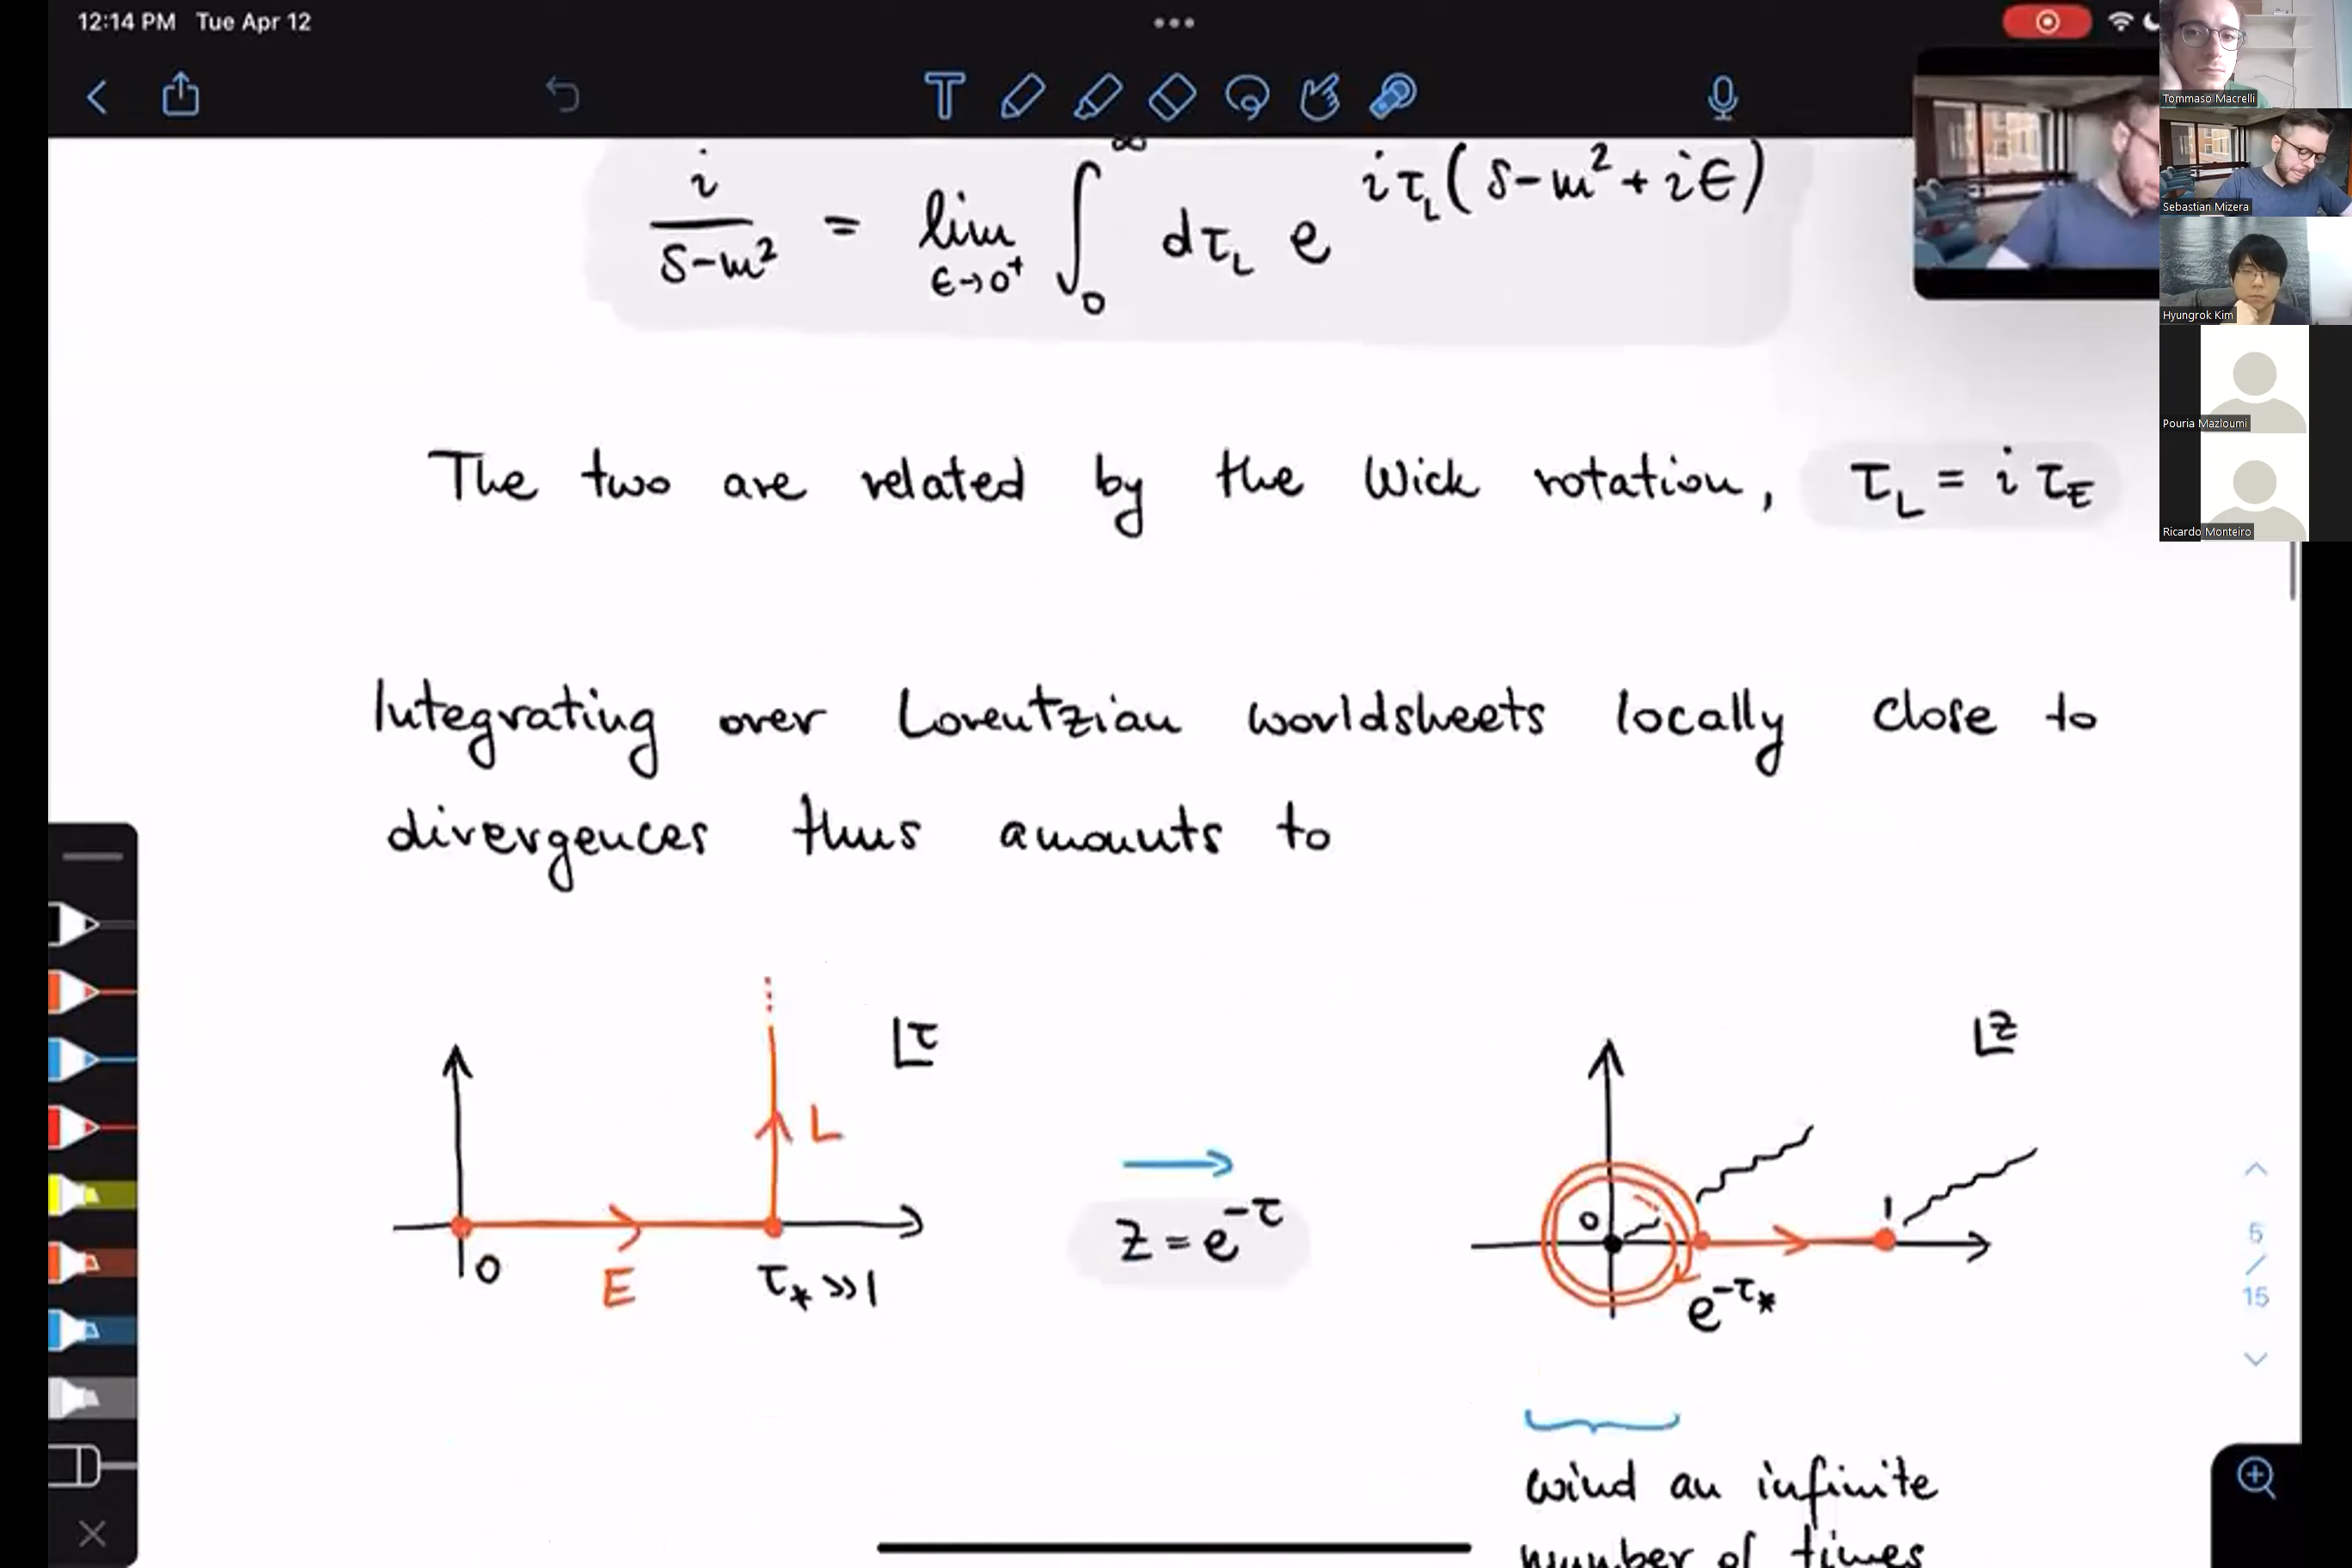 12:14 PM Tue Apr 12
i/(s-m²) = lim_{ε→0⁺} ∫_0^∞ dτ_L e^{iτ_L(s-m²+iε)}
The two are related by the Wick rotation, τ_L = i τ_E
Integrating over Lorentzian worldsheets locally close to
divergences thus amounts to
τ
L
0
E
τ_* >> 1
z = e^{-τ}
z
0
1
e^{-τ_*}
wind an infinite
number of times
5
/
15
Tommaso Macrelli
Sebastian Mizera
Hyungrok Kim
Pouria Mazloumi
Ricardo Monteiro